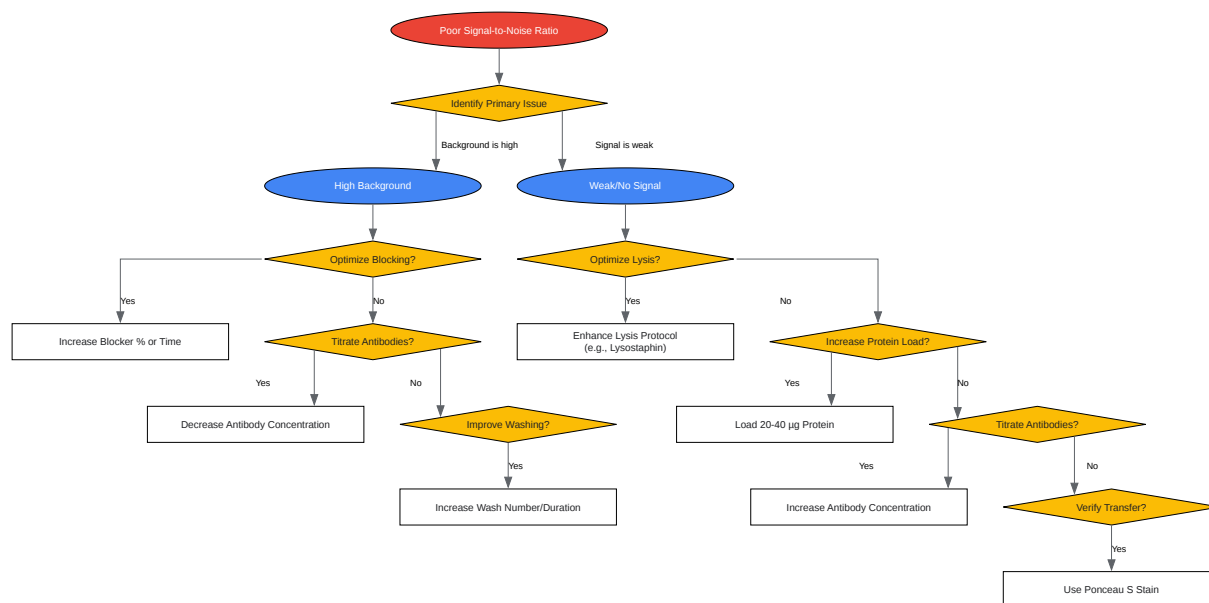 Poor Signal-to-Noise Ratio
Identify Primary Issue
Background is high
Signal is weak
High Background
Weak/No Signal
Optimize Blocking?
Optimize Lysis?
Yes
No
Yes
No
Increase Blocker % or Time
Titrate Antibodies?
Enhance Lysis Protocol
(e.g., Lysostaphin)
Increase Protein Load?
Yes
No
Yes
No
Decrease Antibody Concentration
Improve Washing?
Load 20-40 µg Protein
Titrate Antibodies?
Yes
Yes
No
Increase Wash Number/Duration
Increase Antibody Concentration
Verify Transfer?
Yes
Use Ponceau S Stain